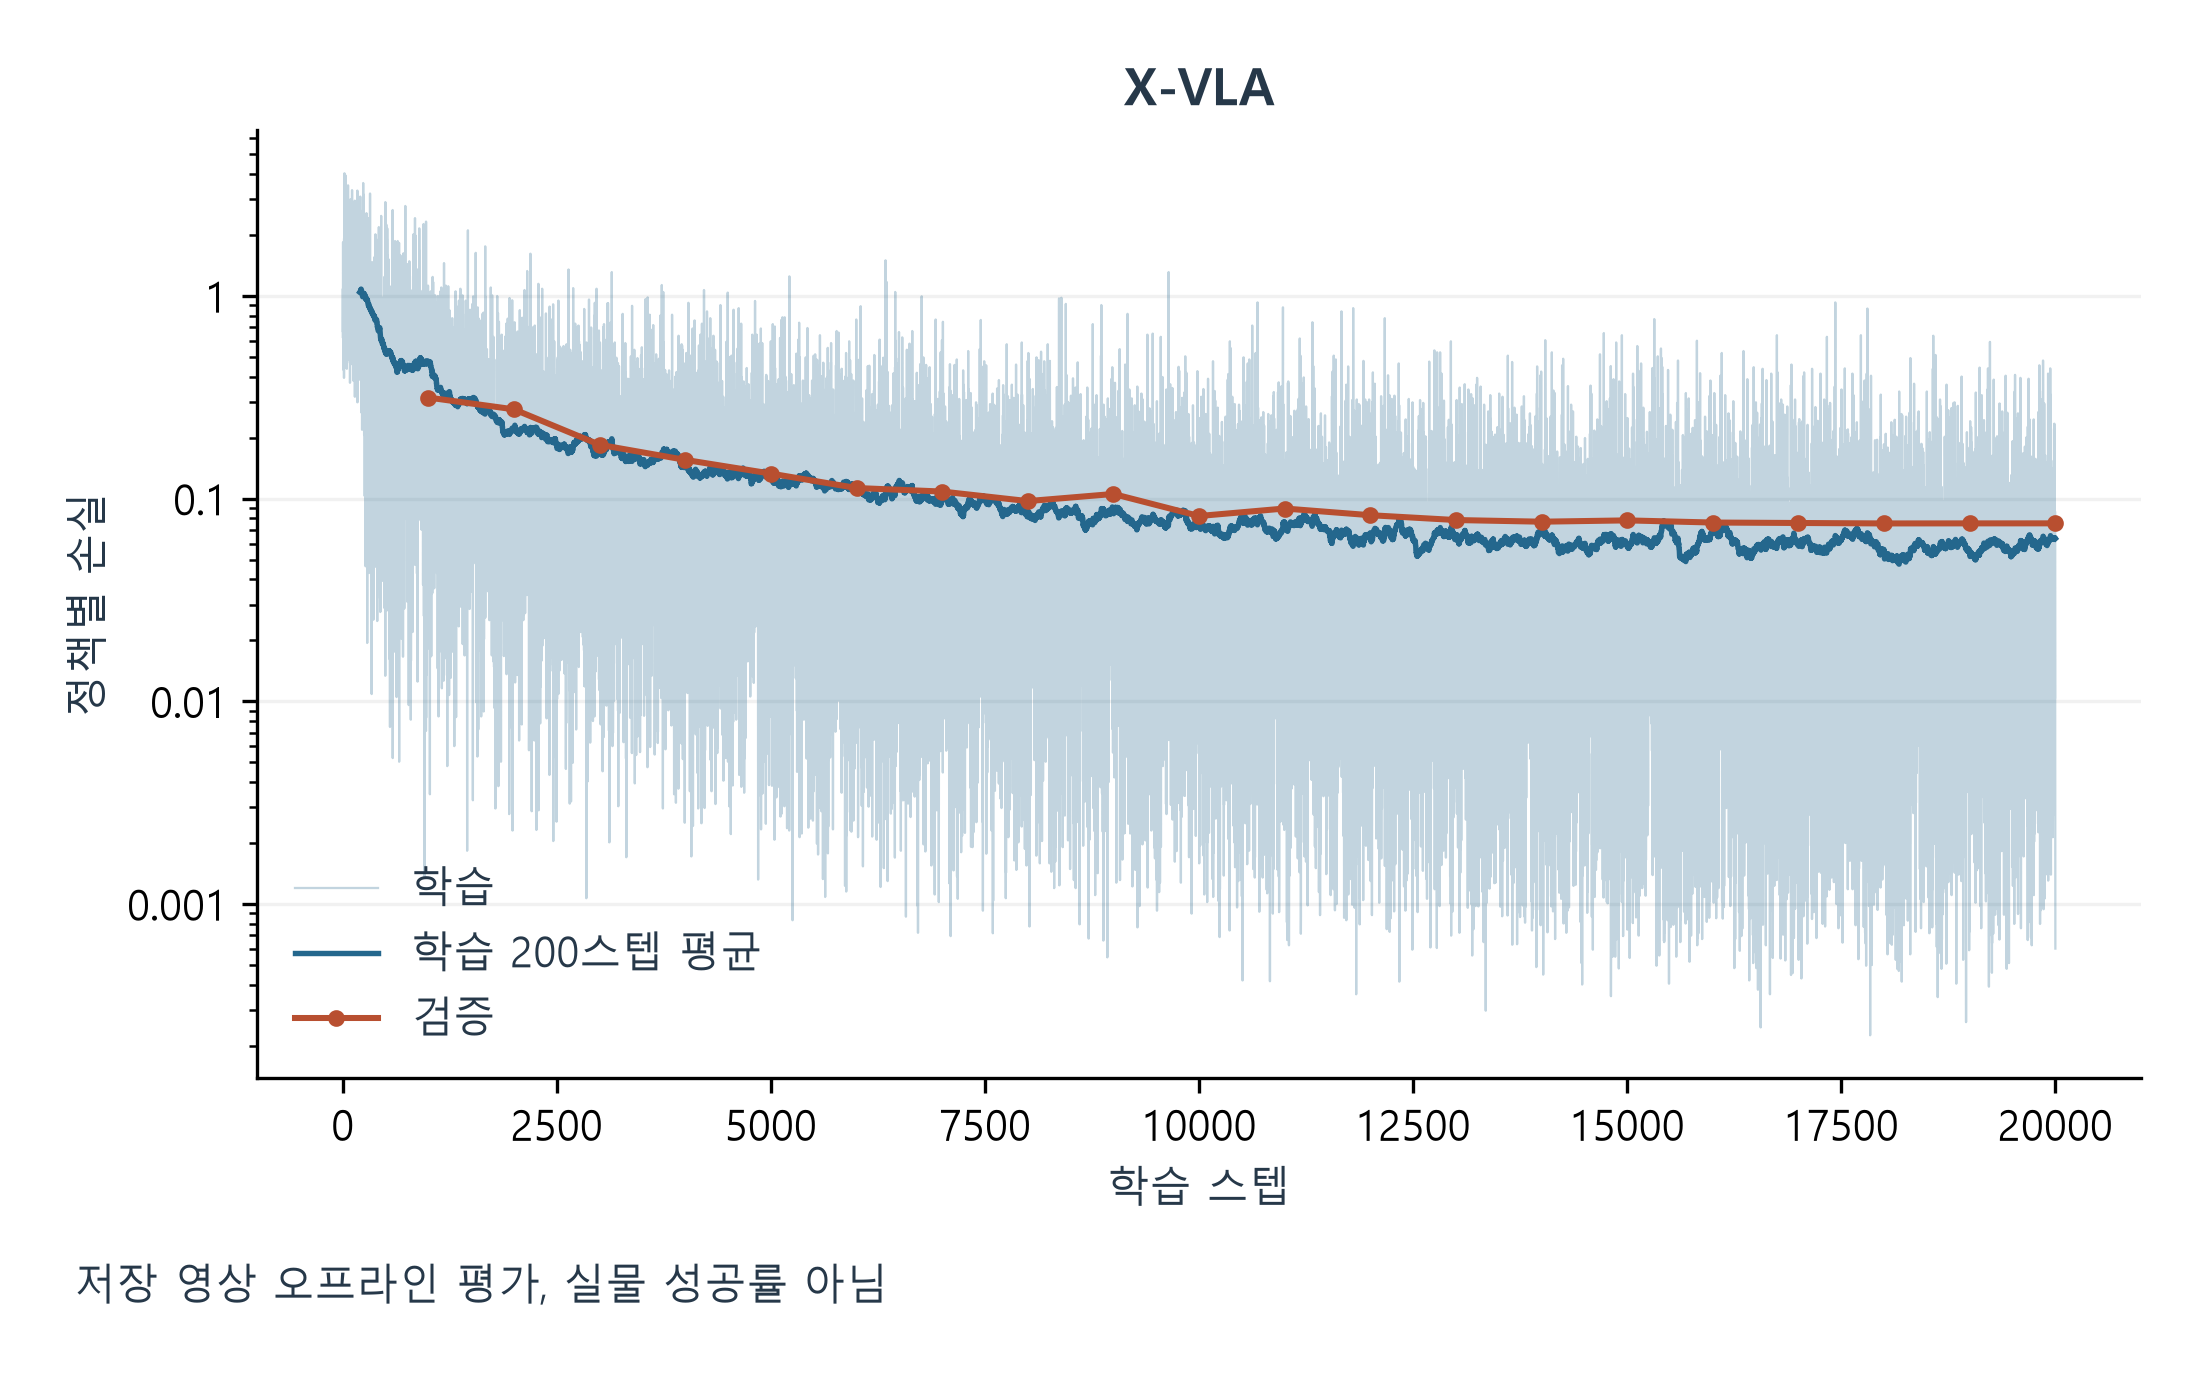 X-VLA
정책별 손실
1
0.1
0.01
0.001
학습
학습 200스텝 평균
검증
0 2500 5000 7500 10000 12500 15000 17500 20000
학습 스텝
저장 영상 오프라인 평가, 실물 성공률 아님